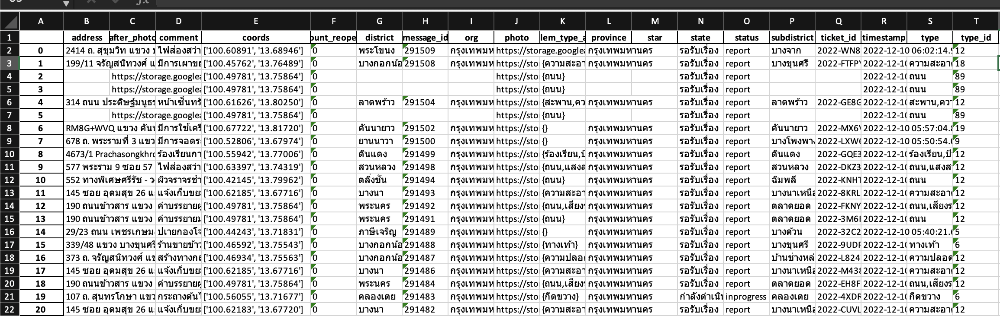 A B C D E F G H I J K L M N O P Q R S T
1 address after_photo comment coords ount_reope district message_id org photo lem_type_a province star state status subdistrict ticket_id timestamp type type_id
2 0 2414 ถ. สุขุมวิท แขวง ไฟส่องสว่า ['100.60891', '13.68946'] 0 พระโขนง 291509 กรุงเทพมห https://storage.googlea กรุงเทพมหานคร รอรับเรื่อง report บางจาก 2022-WN8 2022-12-10 06:02:14. 12
3 1 199/11 จรัญสนิทวงศ์ แ มีการเผาขย ['100.45762', '13.76489'] 0 บางกอกน้อ 291508 กรุงเทพมห https://sto {ความสะอา กรุงเทพมหานคร รอรับเรื่อง report บางขุนศรี 2022-FTFP 2022-12-10 ความสะอา 18
4 2 https://storage.googlea ['100.49781', '13.75864'] 0 https://sto {ถนน} รอรับเรื่อง report 2022-12-10 ถนน 89
5 3 https://storage.googlea ['100.49781', '13.75864'] 0 https://sto {ถนน} รอรับเรื่อง report 2022-12-10 ถนน 89
6 4 314 ถนน ประดิษฐ์มนูธร หน้าเซ็นทรั ['100.61626', '13.80250'] 0 ลาดพร้าว 291504 กรุงเทพมห https://sto {สะพาน,คว กรุงเทพมหานคร รอรับเรื่อง report ลาดพร้าว 2022-GE8G 2022-12-10 สะพาน,คว 12
7 5 https://storage.googlea ['100.49781', '13.75864'] 0 https://sto {ถนน} รอรับเรื่อง report 2022-12-10 ถนน 89
8 6 RM8G+WVQ แขวง คันน มีการใช้เครื ['100.67722', '13.81720'] 0 คันนายาว 291502 กรุงเทพมห https://sto {} กรุงเทพมหานคร รอรับเรื่อง report คันนายาว 2022-MX6 2022-12-10 05:57:04. 19
9 7 678 ถ. พระรามที่ 3 แขว มีการจอดร ['100.52806', '13.67974'] 0 ยานนาวา 291500 กรุงเทพมห https://sto {} กรุงเทพมหานคร รอรับเรื่อง report บางโพงพา 2022-LXW6 2022-12-10 05:50:54. 9
10 8 4673/1 Prachasongkhro ร้องเรียนกา ['100.55942', '13.77006'] 0 ดินแดง 291499 กรุงเทพมห https://sto {ร้องเรียน,ป้ กรุงเทพมหานคร รอรับเรื่อง report ดินแดง 2022-GQE3 2022-12-10 ร้องเรียน,ป้ 12
11 9 577 พระราม 9 ซอย 57 ไฟส่องสว่า ['100.63397', '13.74319'] 0 สวนหลวง 291498 กรุงเทพมห https://sto {ถนน,แสงส กรุงเทพมหานคร รอรับเรื่อง report สวนหลวง 2022-DKZ3 2022-12-10 ถนน,แสงส 12
12 10 552 ทางพิเศษศรีรัช - ว ผิวจราจรชำ ['100.42145', '13.79962'] 0 ตลิ่งชัน 291494 กรุงเทพมห https://sto {ถนน} กรุงเทพมหานคร รอรับเรื่อง report ฉิมพลี 2022-KNHT 2022-12-10 ถนน 12
13 11 145 ซอย อุดมสุข 26 แ แจ้งเก็บขย ['100.62185', '13.67716'] 0 บางนา 291493 กรุงเทพมห https://sto {ความสะอา กรุงเทพมหานคร รอรับเรื่อง report บางนาเหนือ 2022-8KRL 2022-12-10 ความสะอา 12
14 12 190 ถนนข้าวสาร แขวง คำบรรยาย ['100.49781', '13.75864'] 0 พระนคร 291492 กรุงเทพมห https://sto {ถนน,เสียงร กรุงเทพมหานคร รอรับเรื่อง report ตลาดยอด 2022-FKNY 2022-12-10 ถนน,เสียงร 12
15 13 190 ถนนข้าวสาร แขวง คำบรรยาย ['100.49781', '13.75864'] 0 พระนคร 291491 กรุงเทพมห https://sto {ถนน} กรุงเทพมหานคร รอรับเรื่อง report ตลาดยอด 2022-3M6 2022-12-10 ถนน 12
16 14 29/23 ถนน เพชรเกษม ปเายกองโจ ['100.44243', '13.71831'] 0 ภาษีเจริญ 291489 กรุงเทพมห https://sto {} กรุงเทพมหานคร รอรับเรื่อง report บางด้วน 2022-32C2 2022-12-10 05:40:21. 5
17 15 339/48 แขวง บางขุนศรี ร้านขายข้าว ['100.46592', '13.75543'] 0 บางกอกน้อ 291488 กรุงเทพมห https://sto {ทางเท้า} กรุงเทพมหานคร รอรับเรื่อง report บางขุนศรี 2022-9UDF 2022-12-10 ทางเท้า 6
18 16 373 ถ. จรัญสนิทวงศ์ แข สร้างทางกล ['100.46934', '13.75563'] 0 บางกอกน้อ 291487 กรุงเทพมห https://sto {ความปลอ กรุงเทพมหานคร รอรับเรื่อง report บ้านช่างหล่ 2022-L824 2022-12-10 ความปลอด 12
19 17 145 ซอย อุดมสุข 26 แ แจ้งเก็บขย ['100.62185', '13.67716'] 0 บางนา 291486 กรุงเทพมห https://sto {ความสะอา กรุงเทพมหานคร รอรับเรื่อง report บางนาเหนือ 2022-M438 2022-12-10 ความสะอา 12
20 18 190 ถนนข้าวสาร แขวง คำบรรยาย ['100.49781', '13.75864'] 0 พระนคร 291484 กรุงเทพมห https://sto {ถนน,เสียงร กรุงเทพมหานคร รอรับเรื่อง report ตลาดยอด 2022-EH8F 2022-12-10 ถนน,เสียงร 12
21 19 107 ถ. สุนทรโกษา แขว กระถางต้น ['100.56055', '13.71677'] 0 คลองเตย 291483 กรุงเทพมห https://sto {กีดขวาง} กรุงเทพมหานคร กำลังดำเนิน inprogress คลองเตย 2022-4XDR 2022-12-10 กีดขวาง 6
22 20 145 ซอย อุดมสุข 26 แ แจ้งเก็บขย ['100.62183', '13.67720'] 0 บางนา 291482 กรุงเทพมห https://sto {ความสะอา กรุงเทพมหานคร รอรับเรื่อง report บางนาเหนือ 2022-CUVL 2022-12-10 ความสะอา 12